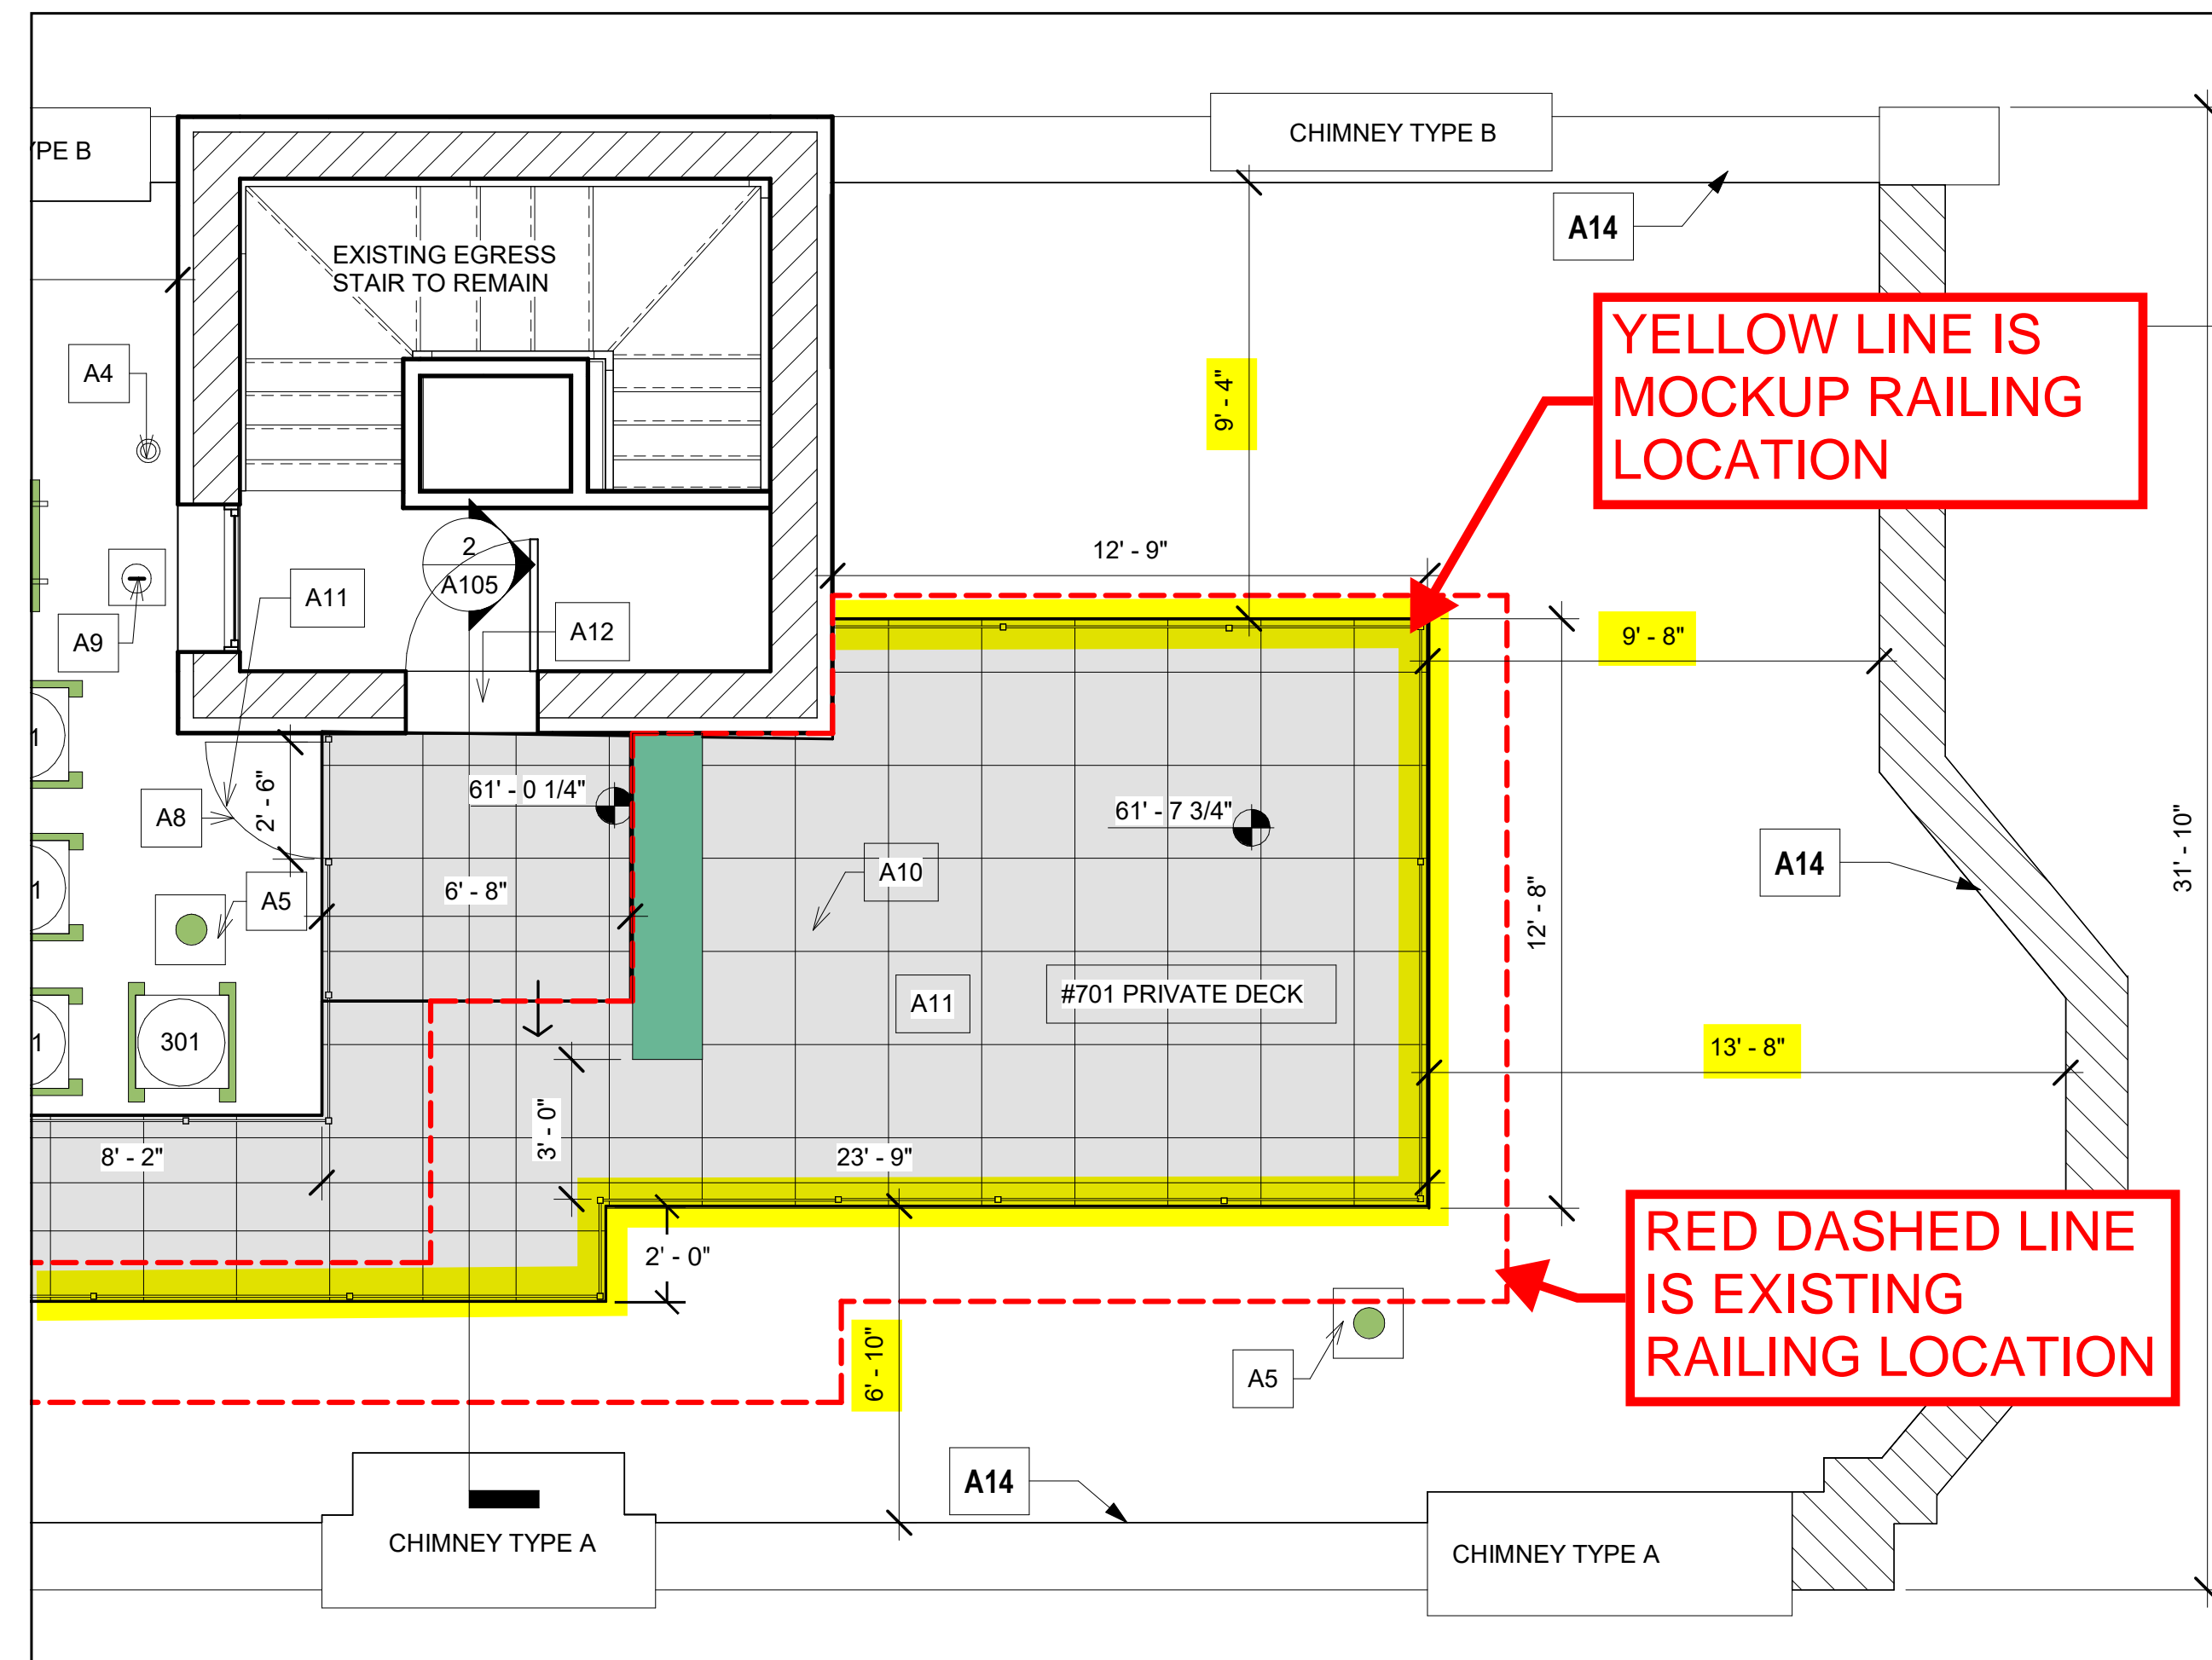 CHIMNEY TYPE B
YPE B
A14
EXISTING EGRESS
STAIR TO REMAIN
YELLOW LINE IS
MOCKUP RAILING
LOCATION
A4
9' - 4"
2
A105
12' - 9"
A11
A12
A9
9' - 8"
1
61' - 0 1/4"
61' - 7 3/4"
2' - 6"
A8
31' - 10"
A14
A10
6' - 8"
1
A5
12' - 8"
#701 PRIVATE DECK
A11
1
301
13' - 8"
3' - 0"
8' - 2"
23' - 9"
2' - 0"
RED DASHED LINE
IS EXISTING
RAILING LOCATION
6' - 10"
A5
A14
CHIMNEY TYPE A
CHIMNEY TYPE A